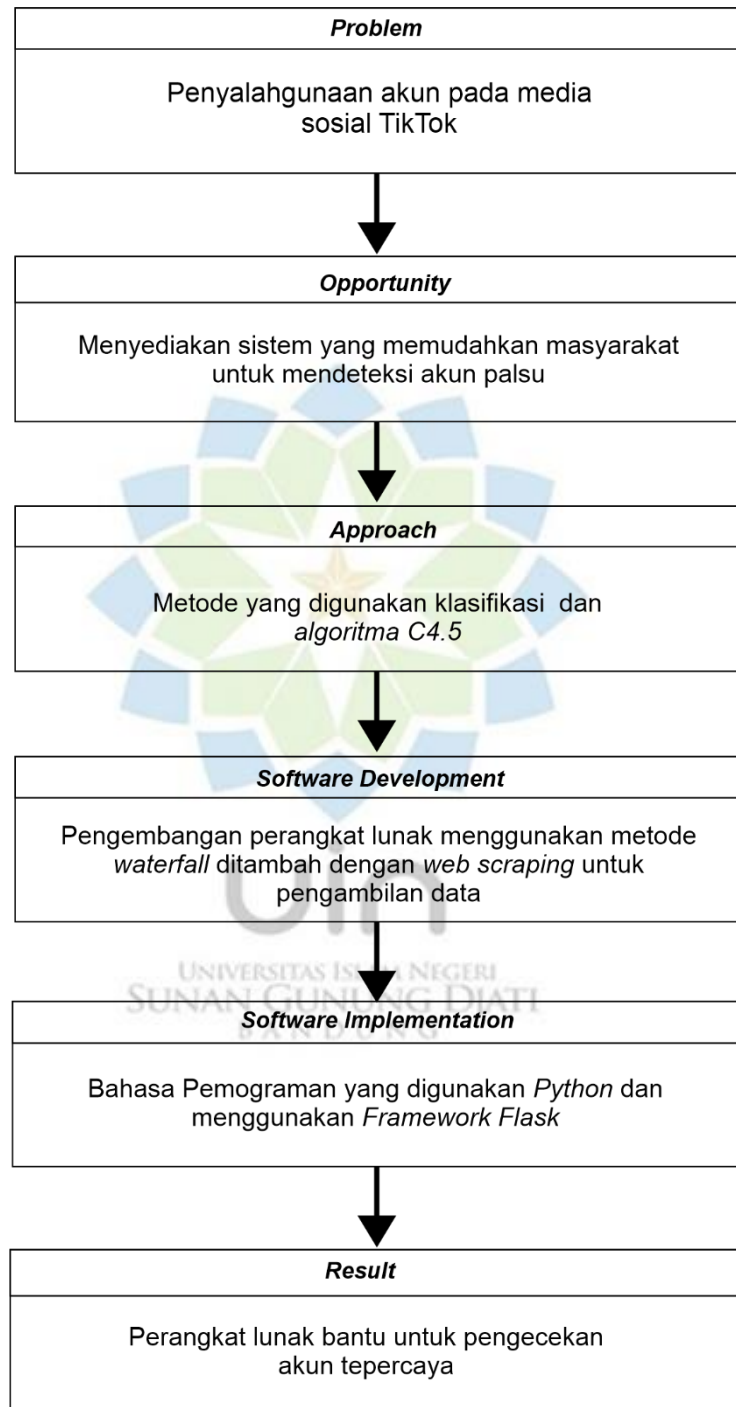 Problem
Penyalahgunaan akun pada media
sosial TikTok
Opportunity
Menyediakan sistem yang memudahkan masyarakat
untuk mendeteksi akun palsu
Approach
Metode yang digunakan klasifikasi dan
algoritma C4.5
Software Development
Pengembangan perangkat lunak menggunakan metode
waterfall ditambah dengan web scraping untuk
pengambilan data
uin
UNIVERSITAS ISLAM NEGERI
SUNAN GUNUNG DJATI
BANDUNG
Software Implementation
Bahasa Pemograman yang digunakan Python dan
menggunakan Framework Flask
Result
Perangkat lunak bantu untuk pengecekan
akun tepercaya